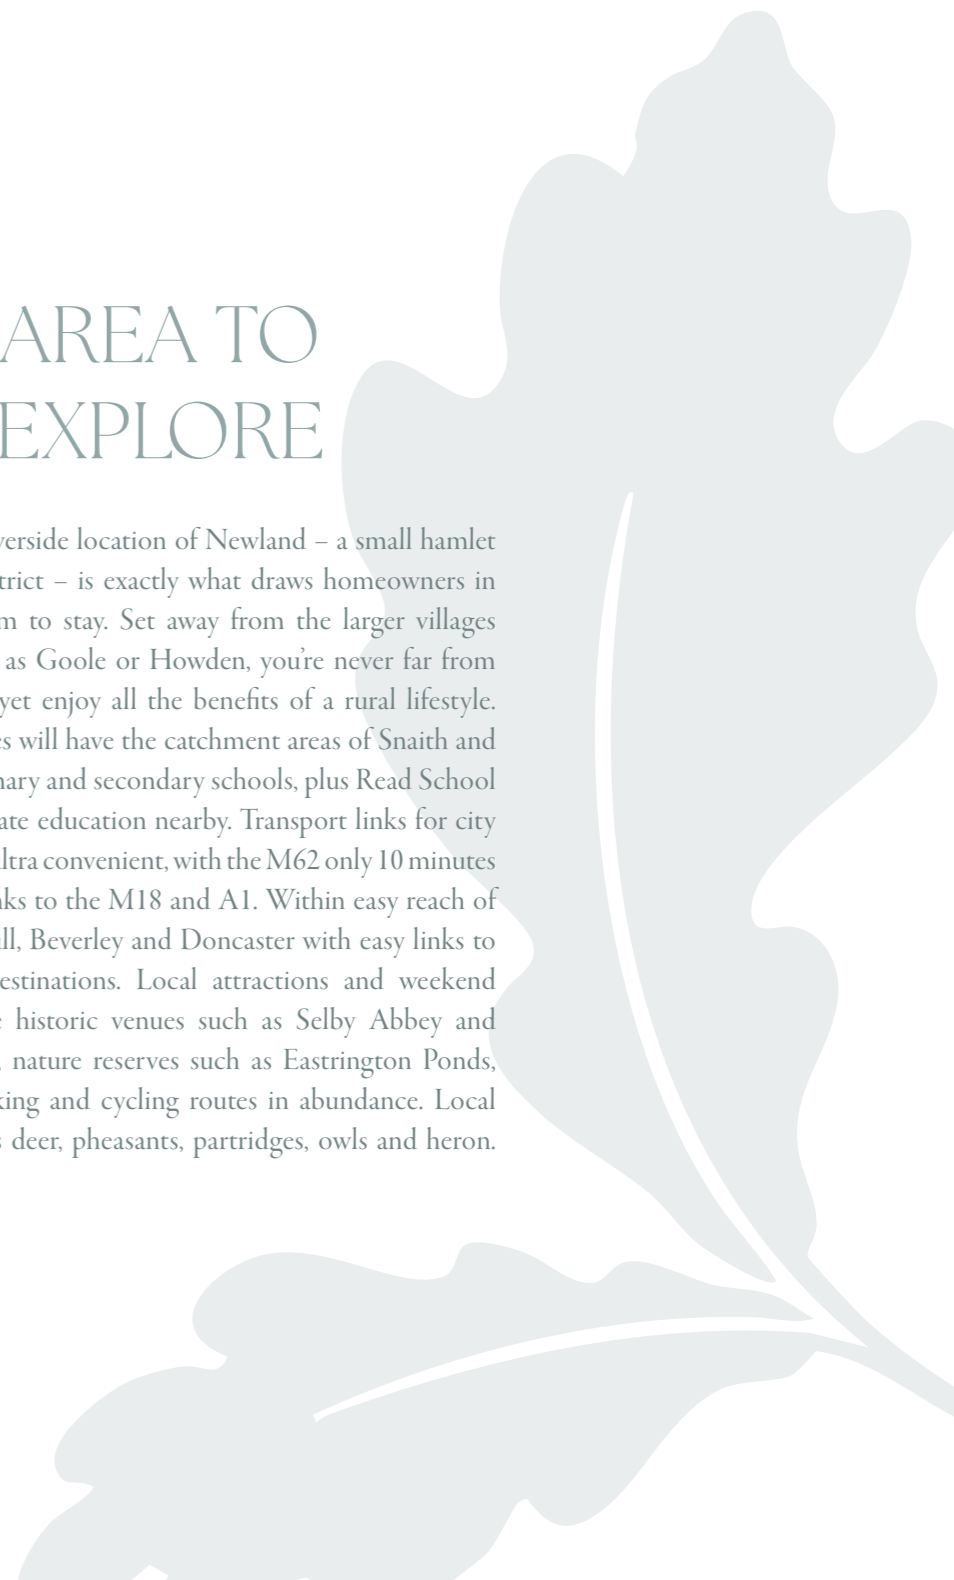 AREA TO
EXPLORE
verside location of Newland – a small hamlet
trict – is exactly what draws homeowners in
m to stay. Set away from the larger villages
as Goole or Howden, you're never far from
yet enjoy all the benefits of a rural lifestyle.
es will have the catchment areas of Snaith and
nary and secondary schools, plus Read School
ate education nearby. Transport links for city
ltra convenient, with the M62 only 10 minutes
nks to the M18 and A1. Within easy reach of
ll, Beverley and Doncaster with easy links to
estinations. Local attractions and weekend
e historic venues such as Selby Abbey and
, nature reserves such as Eastrington Ponds,
king and cycling routes in abundance. Local
s deer, pheasants, partridges, owls and heron.